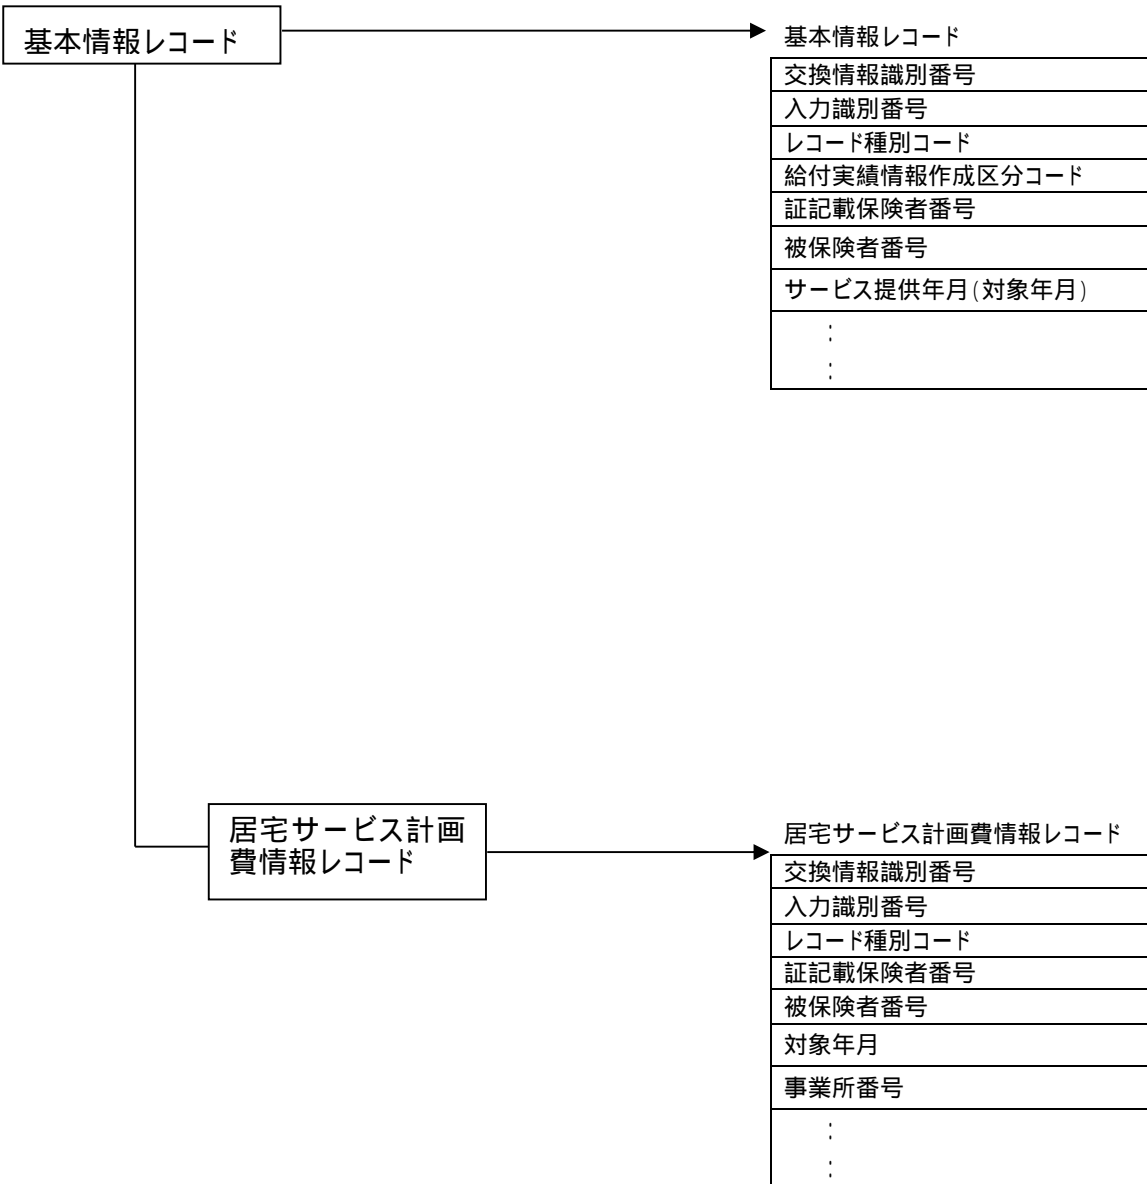 基本情報レコード
基本情報レコード
交換情報識別番号
入力識別番号
レコード種別コード
給付実績情報作成区分コード
証記載保険者番号
被保険者番号
サービス提供年月(対象年月)
：
：
居宅サービス計画
費情報レコード
居宅サービス計画費情報レコード
交換情報識別番号
入力識別番号
レコード種別コード
証記載保険者番号
被保険者番号
対象年月
事業所番号
：
：